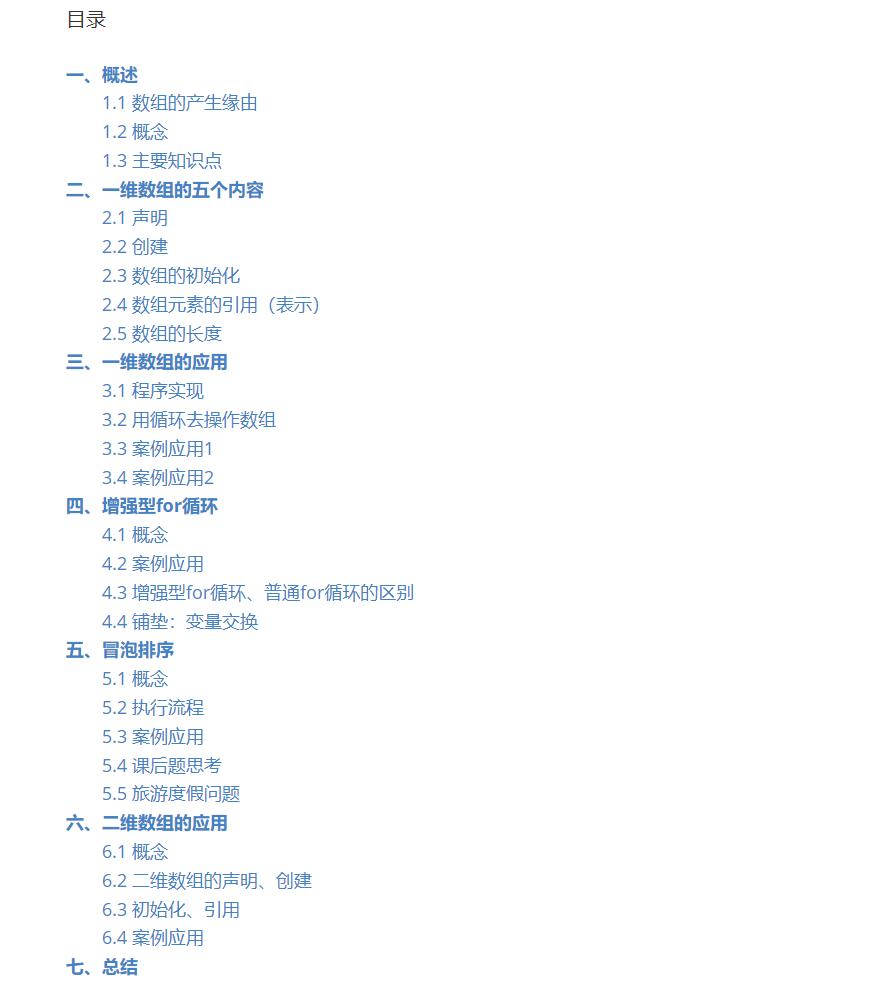 目录
一、概述
1.1 数组的产生缘由
1.2 概念
1.3 主要知识点
二、一维数组的五个内容
2.1 声明
2.2 创建
2.3 数组的初始化
2.4 数组元素的引用（表示）
2.5 数组的长度
三、一维数组的应用
3.1 程序实现
3.2 用循环去操作数组
3.3 案例应用1
3.4 案例应用2
四、增强型for循环
4.1 概念
4.2 案例应用
4.3 增强型for循环、普通for循环的区别
4.4 铺垫：变量交换
五、冒泡排序
5.1 概念
5.2 执行流程
5.3 案例应用
5.4 课后题思考
5.5 旅游度假问题
六、二维数组的应用
6.1 概念
6.2 二维数组的声明、创建
6.3 初始化、引用
6.4 案例应用
七、总结